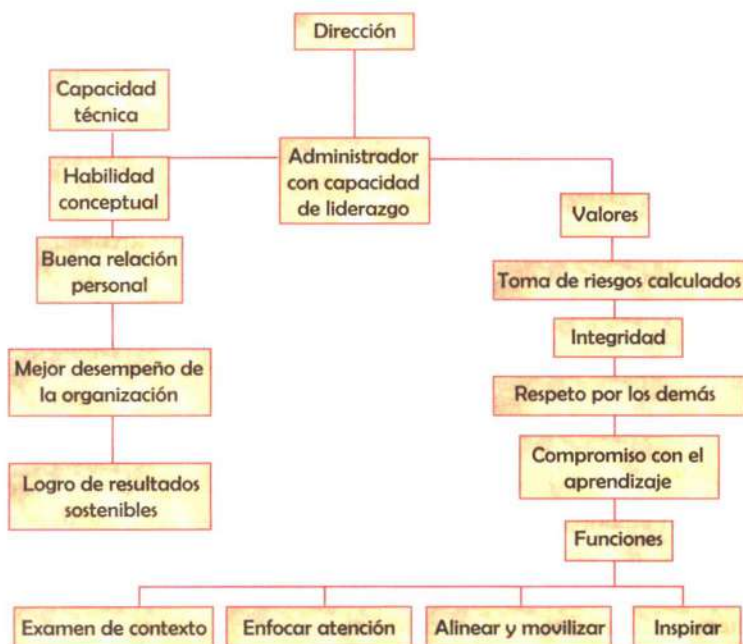 Dirección
Capacidad
técnica
Administrador
con capacidad
de liderazgo
Habilidad
conceptual
Buena relación
personal
Mejor desempeño de
la organización
Logro de resultados
sostenibles
Valores
Toma de riesgos calculados
Integridad
Respeto por los demás
Compromiso con el
aprendizaje
Funciones
Examen de contexto
Enfocar atención
Alinear y movilizar
Inspirar